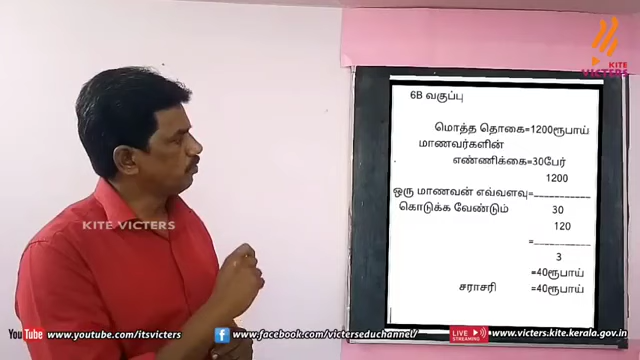 KITE
VICTERS
6B வகுப்பு
மொத்த தொகை=1200ரூபாய்
மாணவர்களின்
எண்ணிக்கை=30பேர்
1200
ஒரு மாணவன் எவ்வளவு=
கொடுக்க வேண்டும்
30
120
=
3
=40ரூபாய்
சராசரி =40ரூபாய்
KITE VICTERS
You Tube www.youtube.com/itsvicters
f www.facebook.com/victerseduchannel/
LIVE STREAMING www.victers.kite.kerala.gov.in